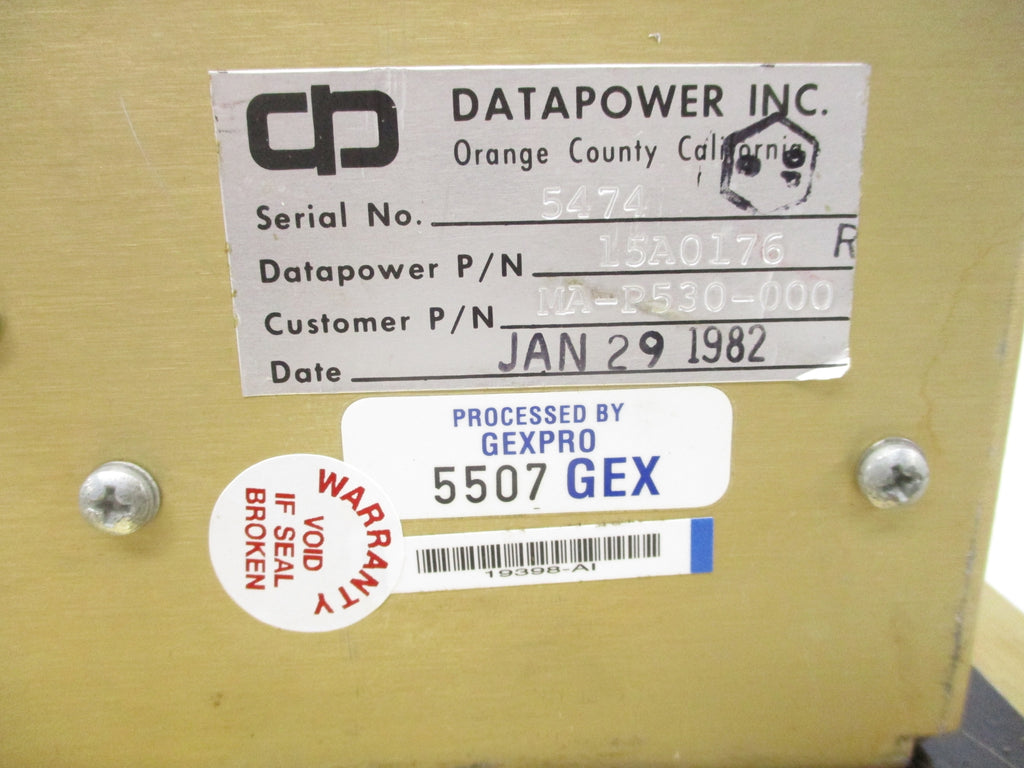 DATAPOWER INC.
Orange County California
Serial No. 5474
Datapower P/N 15A0176 R
Customer P/N MA-P530-000
Date JAN 29 1982
PROCESSED BY
GEXPRO
5507 GEX
WARRANTY
VOID
IF SEAL
BROKEN
19398-AI